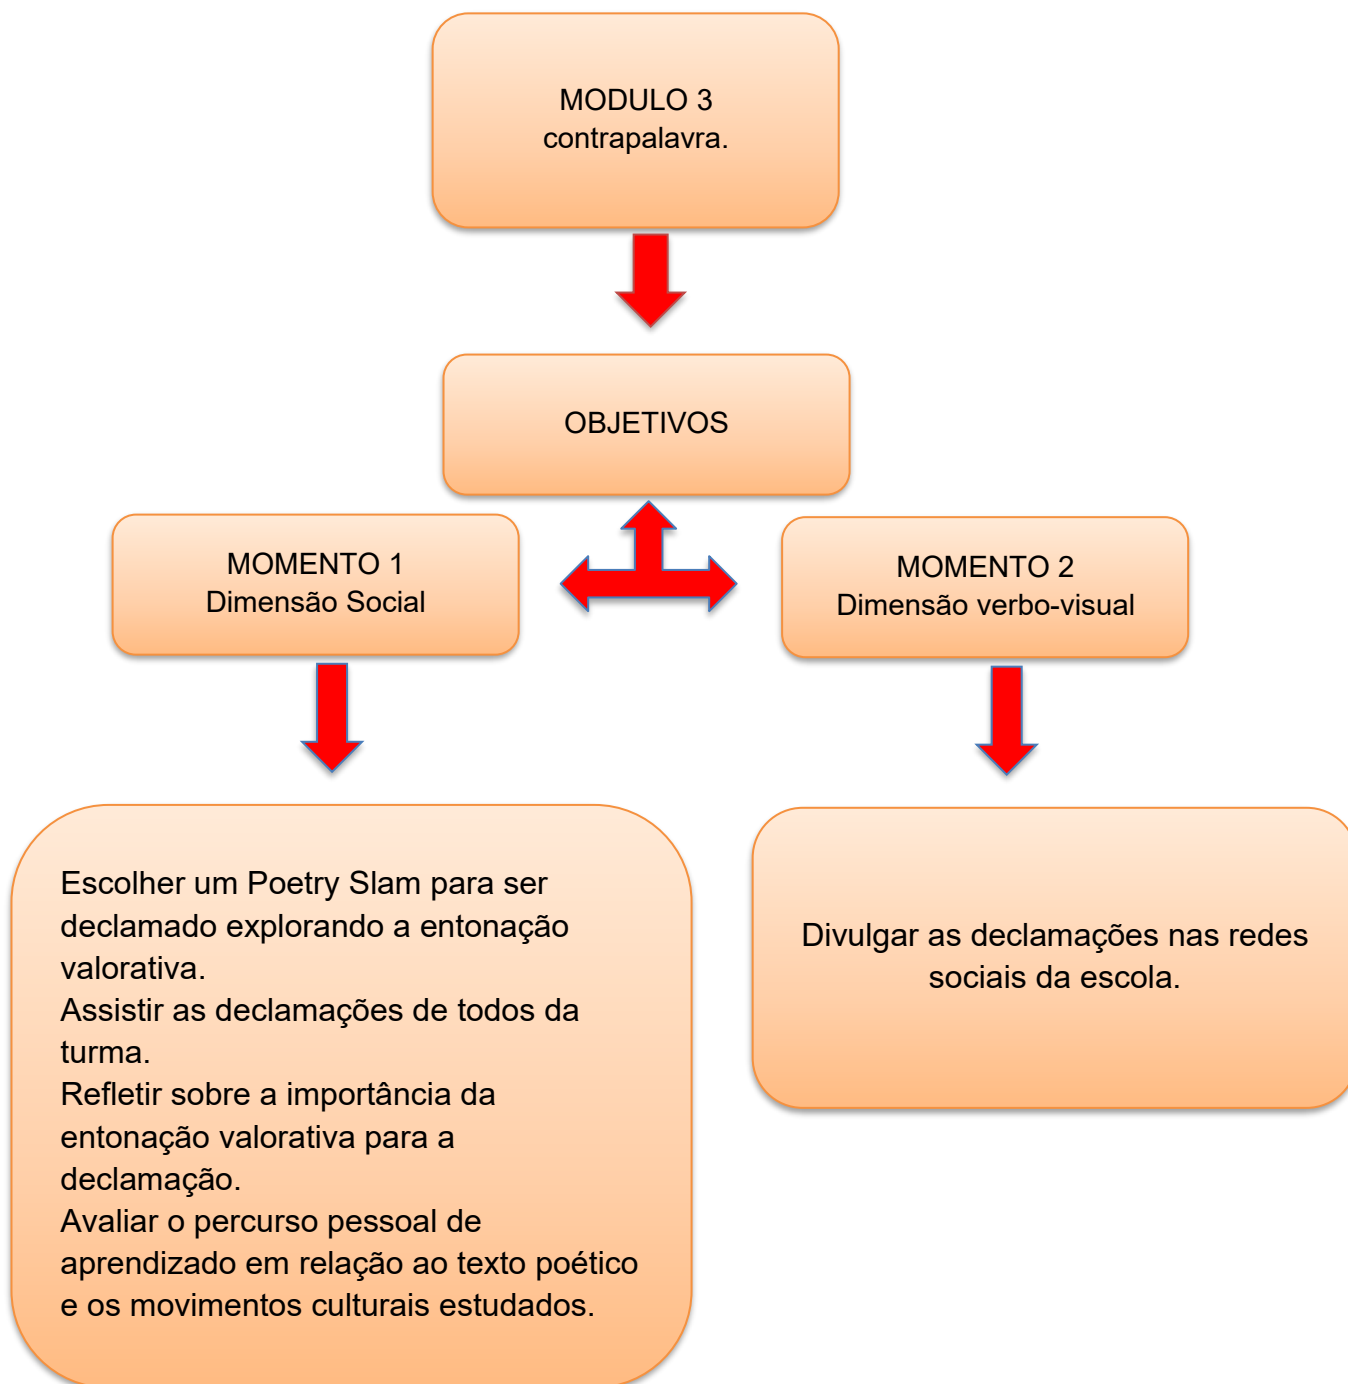 MODULO 3
contrapalavra.
OBJETIVOS
MOMENTO 1
Dimensão Social
MOMENTO 2
Dimensão verbo-visual
Escolher um Poetry Slam para ser
declamado explorando a entonação
valorativa.
Assistir as declamações de todos da
turma.
Refletir sobre a importância da
entonação valorativa para a
declamação.
Avaliar o percurso pessoal de
aprendizado em relação ao texto poético
e os movimentos culturais estudados.
Divulgar as declamações nas redes
sociais da escola.